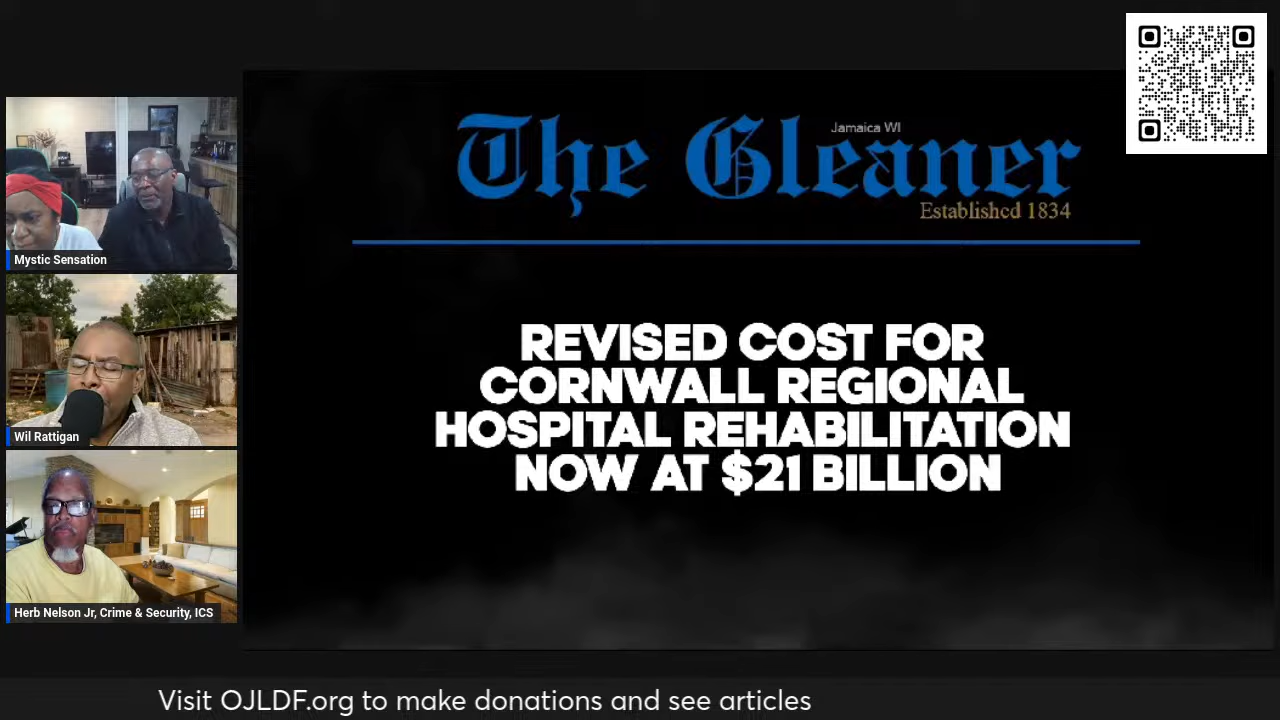 Jamaica WI
The Gleaner
Established 1834
REVISED COST FOR
CORNWALL REGIONAL
HOSPITAL REHABILITATION
NOW AT $21 BILLION
Mystic Sensation
Wil Rattigan
Herb Nelson Jr, Crime & Security, ICS
Visit OJLDF.org to make donations and see articles